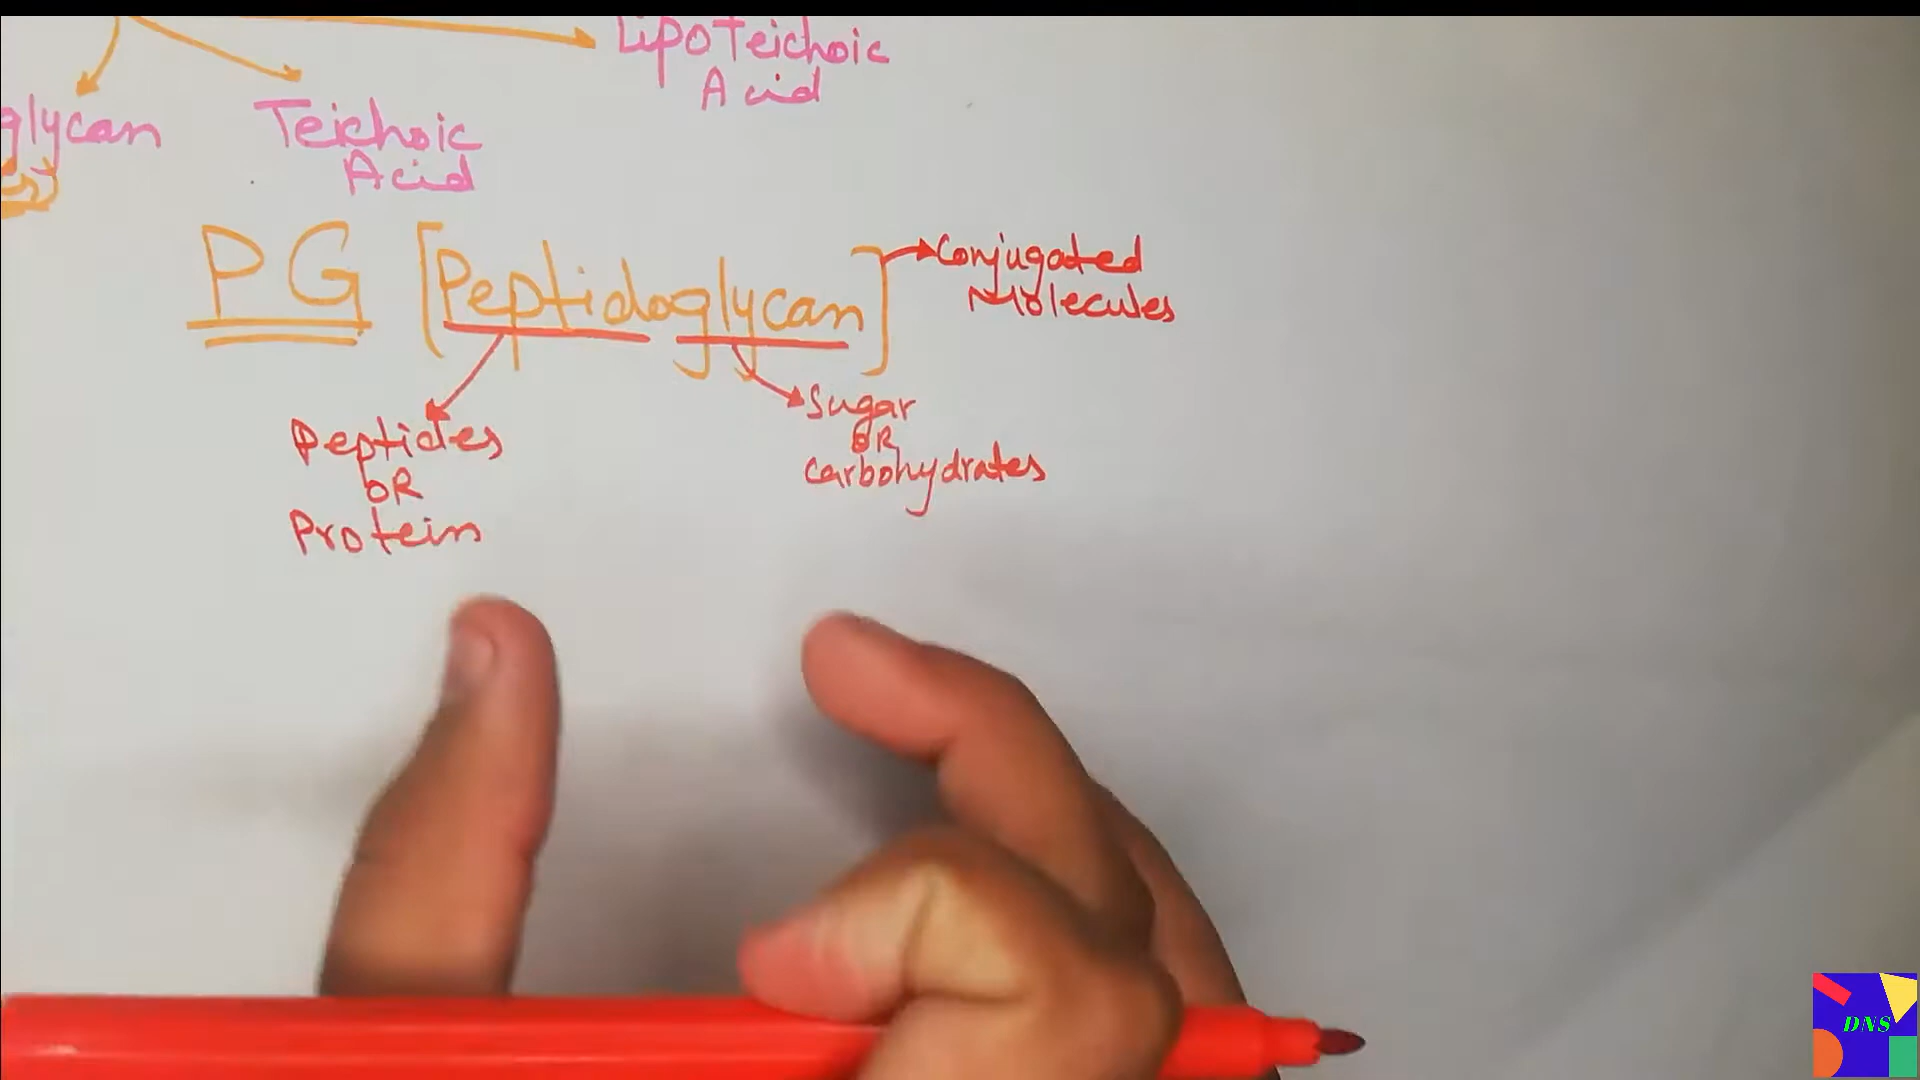 LipoTeichoic
Acid
glycan
Teichoic
Acid
PG [Peptidoglycan]
Conjugated
Molecules
Peptides
OR
Protein
Sugar
OR
Carbohydrates
DNS